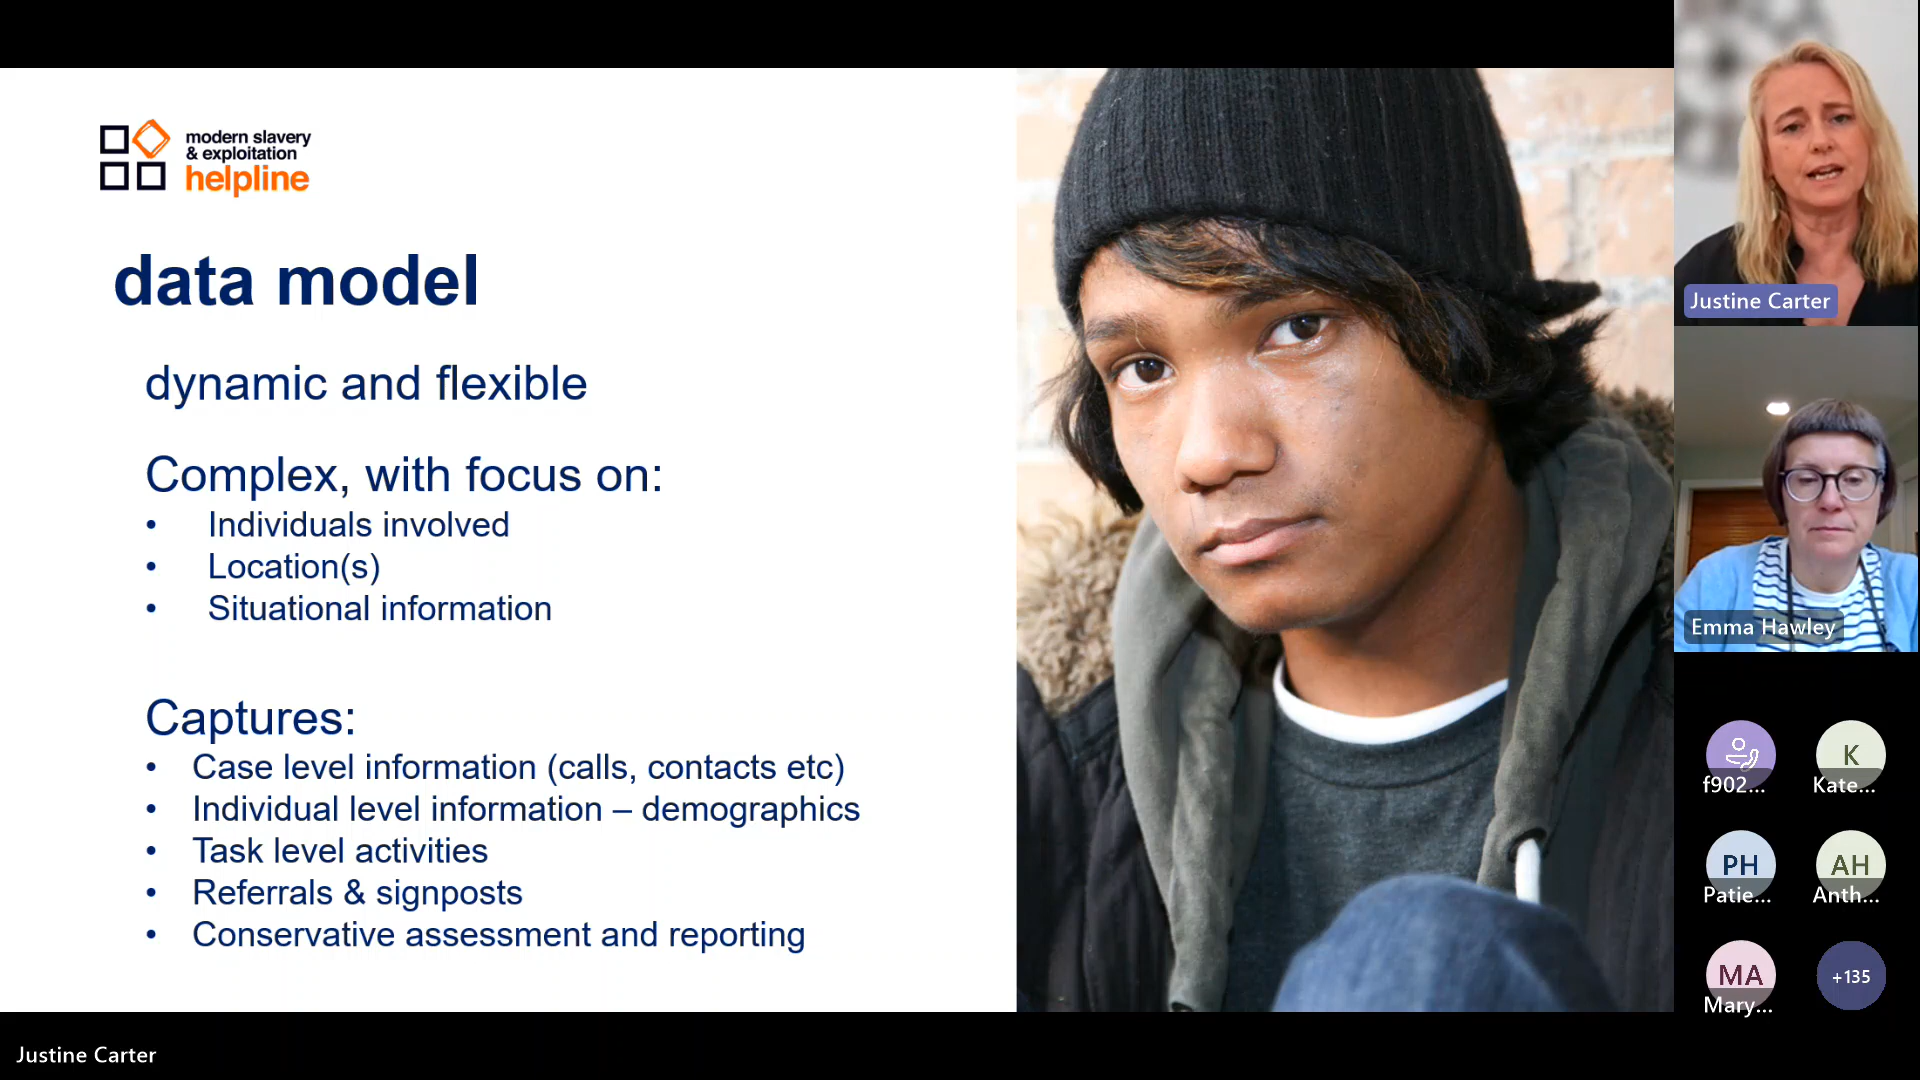 modern slavery
& exploitation
helpline
data model
dynamic and flexible
Complex, with focus on:
• Individuals involved
• Location(s)
• Situational information
Captures:
• Case level information (calls, contacts etc)
• Individual level information – demographics
• Task level activities
• Referrals & signposts
• Conservative assessment and reporting
Justine Carter
Emma Hawley
f902...
K
Kate...
PH
Patie...
AH
Anth...
MA
Mary...
+135
Justine Carter